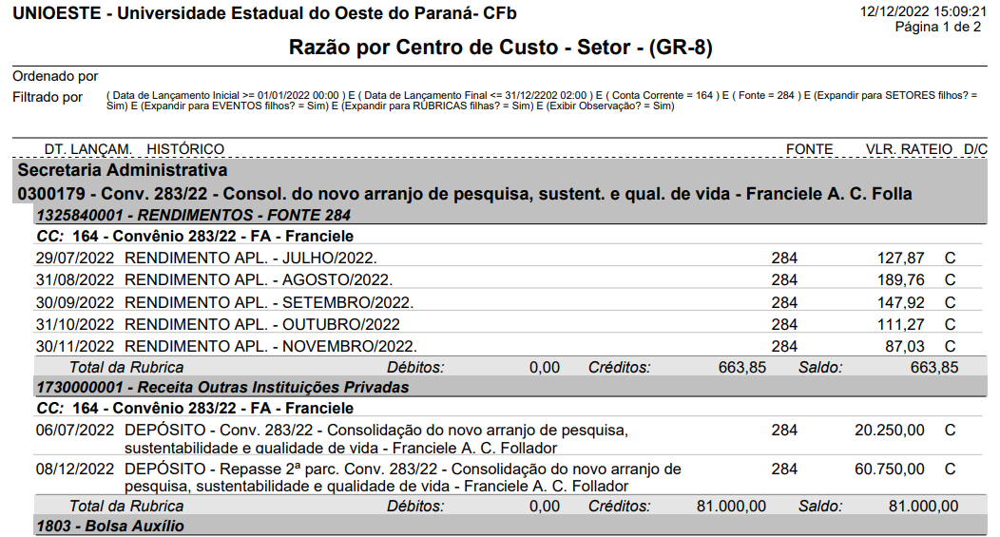 UNIOESTE - Universidade Estadual do Oeste do Paraná- CFb
12/12/2022 15:09:21
Página 1 de 2
Razão por Centro de Custo - Setor - (GR-8)
Ordenado por
Filtrado por ( Data de Lançamento Inicial >= 01/01/2022 00:00 ) E ( Data de Lançamento Final <= 31/12/2202 02:00 ) E ( Conta Corrente = 164 ) E ( Fonte = 284 ) E (Expandir para SETORES filhos? =
Sim) E (Expandir para EVENTOS filhos? = Sim) E (Expandir para RUBRICAS filhas? = Sim) E (Exibir Observação? = Sim)
DT. LANÇAM. HISTÓRICO FONTE VLR. RATEIO D/C
Secretaria Administrativa
0300179 - Conv. 283/22 - Consol. do novo arranjo de pesquisa, sustent. e qual. de vida - Franciele A. C. Folla
1325840001 - RENDIMENTOS - FONTE 284
CC: 164 - Convênio 283/22 - FA - Franciele
29/07/2022 RENDIMENTO APL. - JULHO/2022. 284 127,87 C
31/08/2022 RENDIMENTO APL. - AGOSTO/2022. 284 189,76 C
30/09/2022 RENDIMENTO APL. - SETEMBRO/2022. 284 147,92 C
31/10/2022 RENDIMENTO APL. - OUTUBRO/2022 284 111,27 C
30/11/2022 RENDIMENTO APL. - NOVEMBRO/2022. 284 87,03 C
Total da Rubrica Débitos: 0,00 Créditos: 663,85 Saldo: 663,85
1730000001 - Receita Outras Instituições Privadas
CC: 164 - Convênio 283/22 - FA - Franciele
06/07/2022 DEPÓSITO - Conv. 283/22 - Consolidação do novo arranjo de pesquisa, 284 20.250,00 C
sustentabilidade e qualidade de vida - Franciele A. C. Follador
08/12/2022 DEPÓSITO - Repasse 2ª parc. Conv. 283/22 - Consolidação do novo arranjo de 284 60.750,00 C
pesquisa, sustentabilidade e qualidade de vida - Franciele A. C. Follador
Total da Rubrica Débitos: 0,00 Créditos: 81.000,00 Saldo: 81.000,00
1803 - Bolsa Auxílio